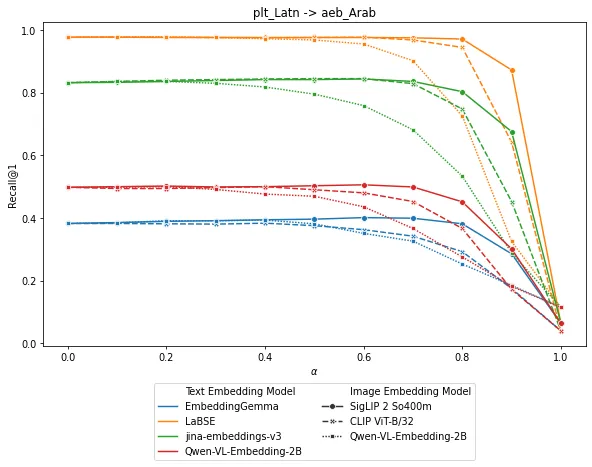 plt_Latn -> aeb_Arab
1.0
0.8
0.6
0.4
0.2
0.0
Recall@1
0.0 0.2 0.4 0.6 0.8 1.0
α
Text Embedding Model
EmbeddingGemma
LaBSE
jina-embeddings-v3
Qwen-VL-Embedding-2B
Image Embedding Model
SigLIP 2 So400m
CLIP ViT-B/32
Qwen-VL-Embedding-2B